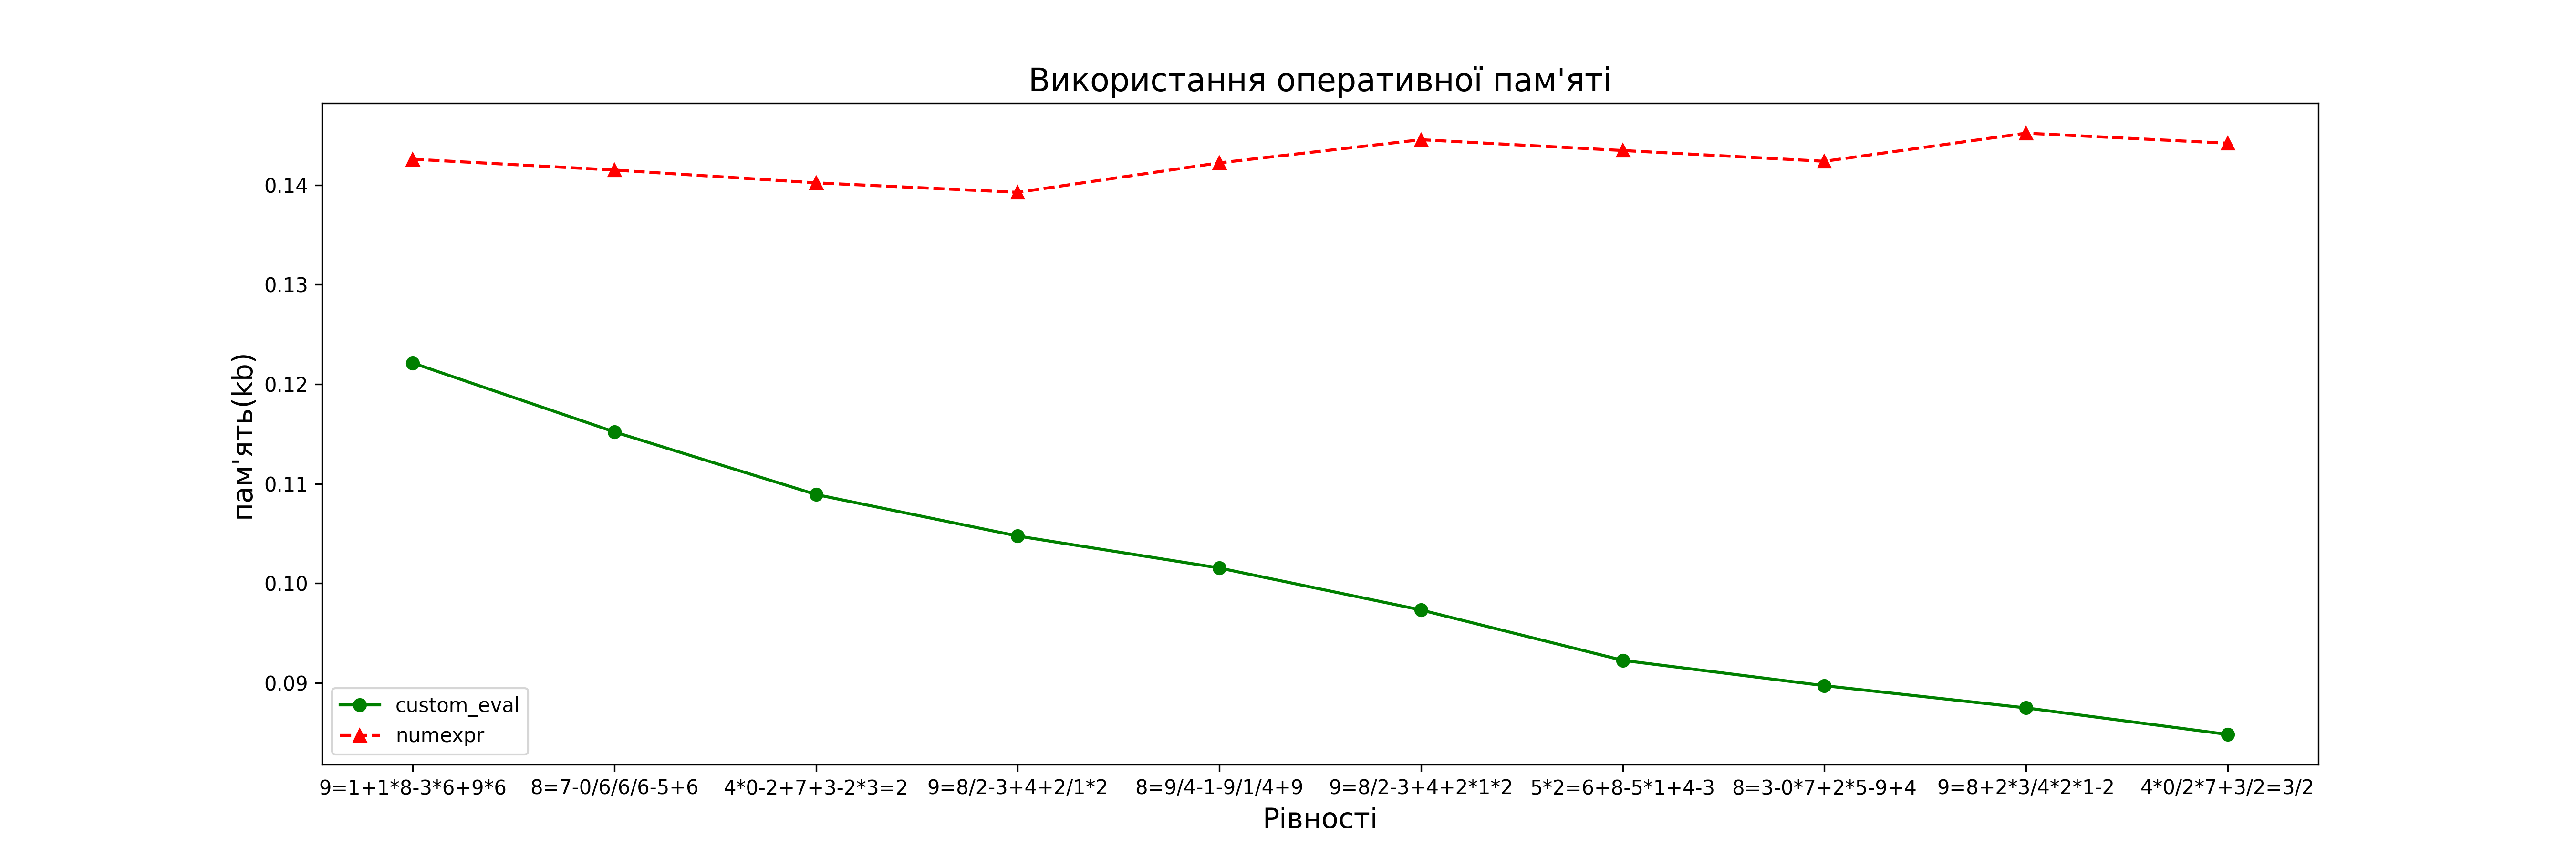 Використання оперативної пам'яті
пам'ять(kb)
0.14
0.13
0.12
0.11
0.10
0.09
custom_eval
numexpr
9=1+1*8-3*6+9*6 8=7-0/6/6/6-5+6 4*0-2+7+3-2*3=2 9=8/2-3+4+2/1*2 8=9/4-1-9/1/4+9 9=8/2-3+4+2*1*2 5*2=6+8-5*1+4-3 8=3-0*7+2*5-9+4 9=8+2*3/4*2*1-2 4*0/2*7+3/2=3/2
Рівності